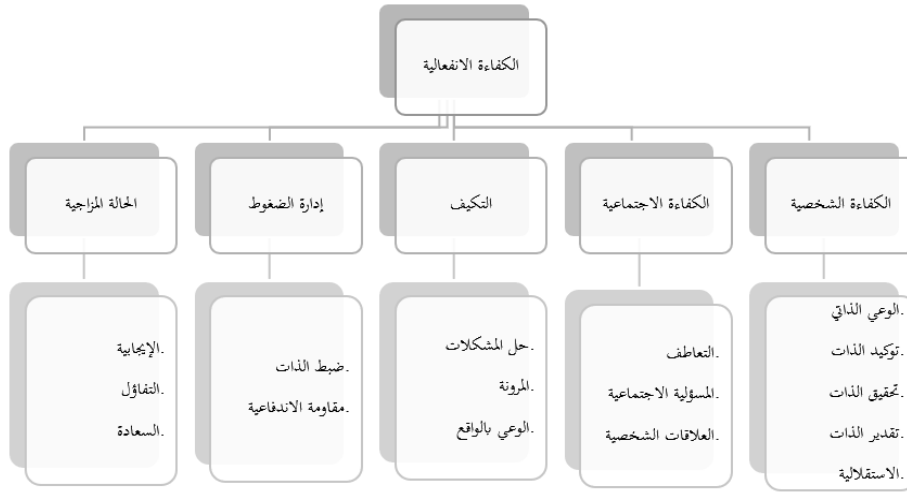 الكفاءة الانفعالية
الكفاءة الشخصية
الكفاءة الاجتماعية
التكيف
إدارة الضغوط
الحالة المزاجية
.الوعي الذاتي
.توكيد الذات
.تحقيق الذات
.تقدير الذات
.الاستقلالية
.التعاطف
.المسؤلية الاجتماعية
.العلاقات الشخصية
.حل المشكلات
.المرونة
.الوعي بالواقع
.ضبط الذات
.مقاومة الاندفاعية
.الإيجابية
.التفاؤل
.السعادة